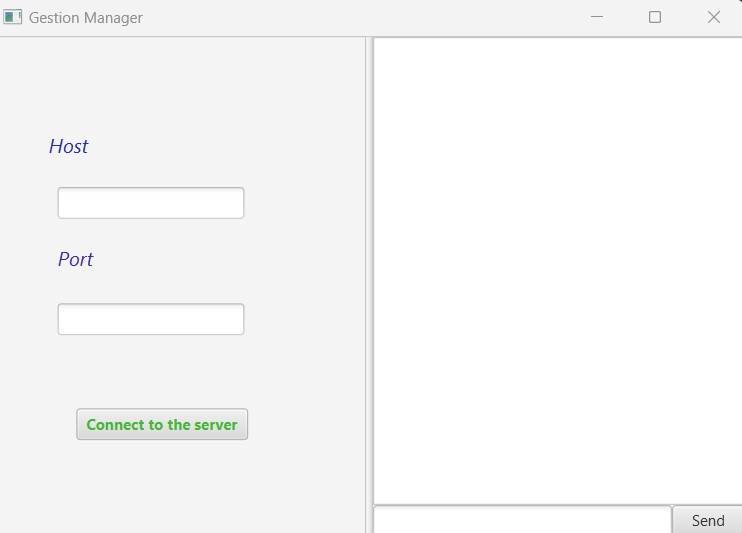 Gestion Manager
Host
Port
Connect to the server
Send